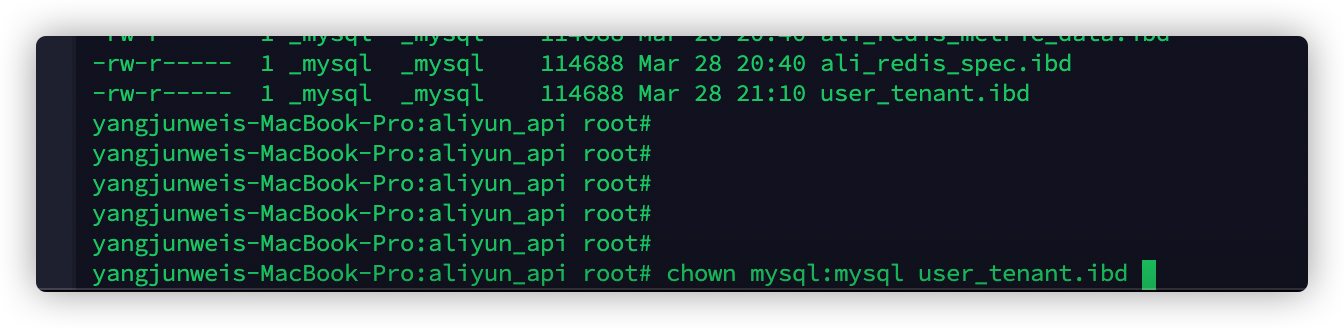 -rw-r-----  1 _mysql  _mysql    114688 Mar 28 20:40 ali_redis_metric_data.ibd
-rw-r-----  1 _mysql  _mysql    114688 Mar 28 20:40 ali_redis_spec.ibd
-rw-r-----  1 _mysql  _mysql    114688 Mar 28 21:10 user_tenant.ibd
yangjunweis-MacBook-Pro:aliyun_api root#
yangjunweis-MacBook-Pro:aliyun_api root#
yangjunweis-MacBook-Pro:aliyun_api root#
yangjunweis-MacBook-Pro:aliyun_api root#
yangjunweis-MacBook-Pro:aliyun_api root#
yangjunweis-MacBook-Pro:aliyun_api root# chown mysql:mysql user_tenant.ibd